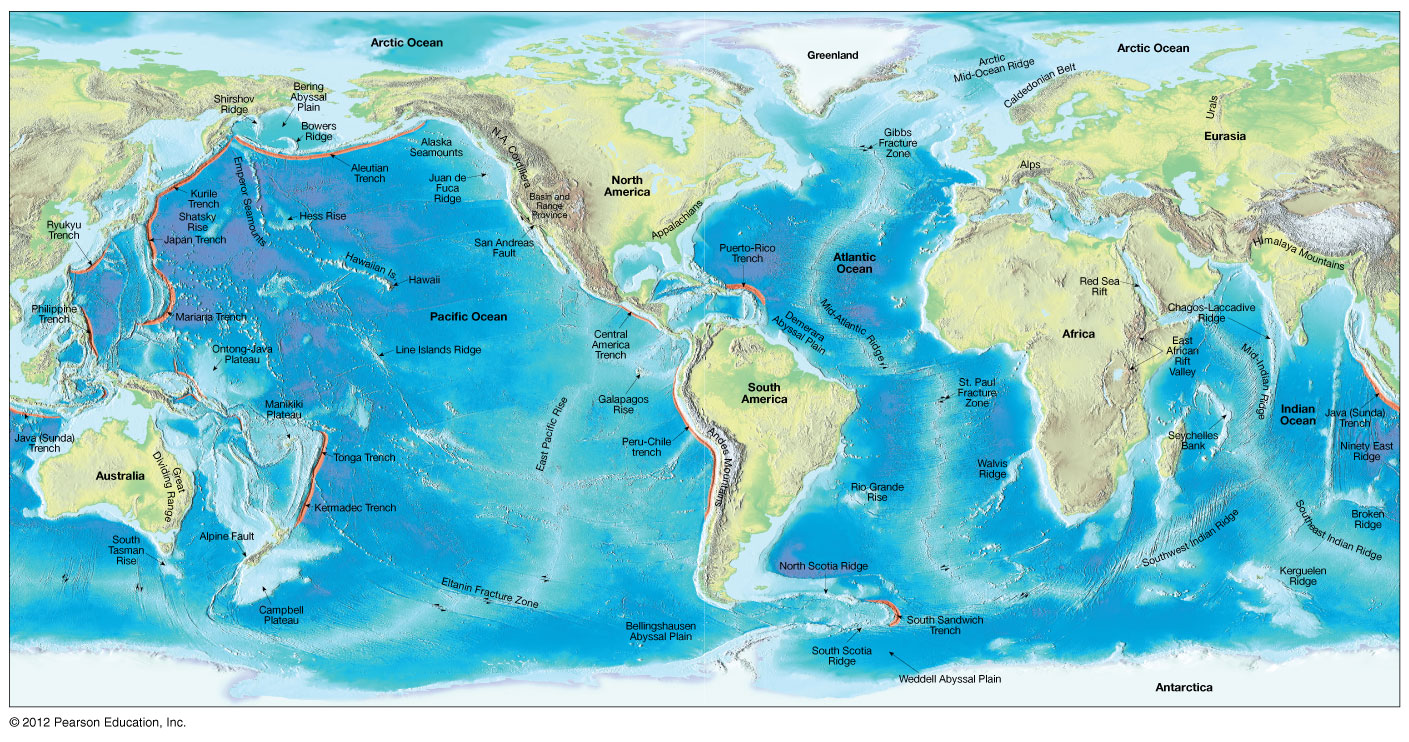 Arctic Ocean
Greenland
Arctic Ocean
Arctic
Mid-Ocean Ridge
Caldedonian Belt
Urals
Shirshov
Ridge
Bering
Abyssal
Plain
Bowers
Ridge
Alaska
Seamounts
Aleutian
Trench
N.A. Cordillera
Gibbs
Fracture
Zone
Eurasia
Alps
Juan de
Fuca
Ridge
North
America
Basin and
Range
Province
Kurile
Trench
Emperor Seamounts
Shatsky
Rise
Hess Rise
Appalachians
Ryukyu
Trench
Japan Trench
San Andreas
Fault
Puerto-Rico
Trench
Atlantic
Ocean
Himalaya Mountains
Hawaiian Is.
Hawaii
Red Sea
Rift
Chagos-Laccadive
Ridge
Philippine
Trench
Mariana Trench
Pacific Ocean
Central
America
Trench
Demerara
Abyssal Plain
Mid-Atlantic Ridge
Africa
East
African
Rift
Valley
Mid-Indian Ridge
Ontong-Java
Plateau
Line Islands Ridge
Galapagos
Rise
South
America
St. Paul
Fracture
Zone
Manikiki
Plateau
Indian
Ocean
Java (Sunda)
Trench
Java (Sunda)
Trench
East Pacific Rise
Peru-Chile
trench
Andes Mountains
Seychelles
Bank
Ninety East
Ridge
Tonga Trench
Australia
Great
Dividing Range
Walvis
Ridge
Rio Grande
Rise
Kermadec Trench
Broken
Ridge
South
Tasman
Rise
Alpine Fault
Southwest Indian Ridge
Southeast Indian Ridge
North Scotia Ridge
Kerguelen
Ridge
Eltanin Fracture Zone
Campbell
Plateau
Bellingshausen
Abyssal Plain
South Sandwich
Trench
South Scotia
Ridge
Weddell Abyssal Plain
Antarctica
© 2012 Pearson Education, Inc.